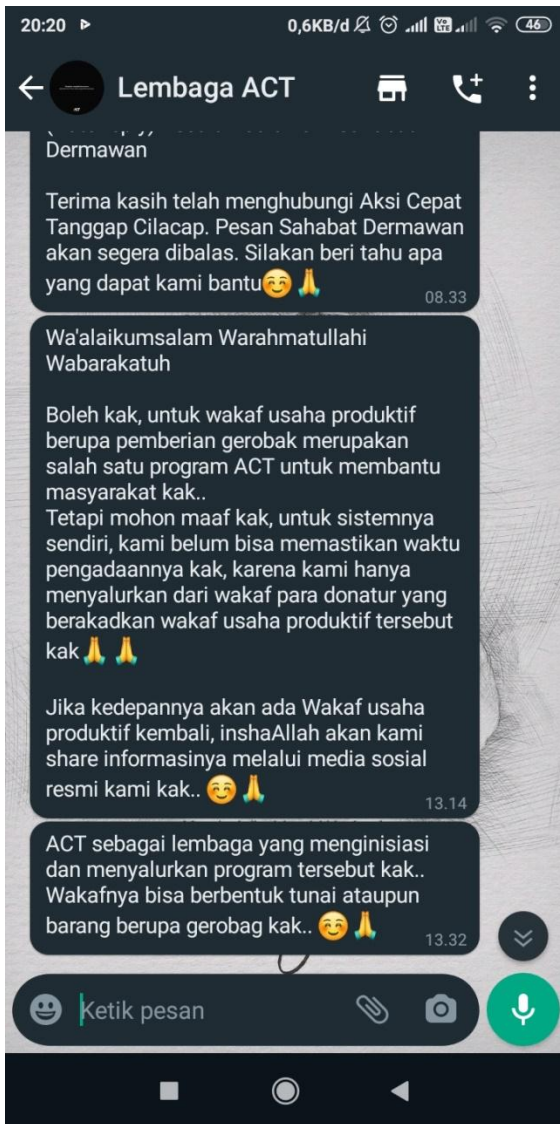 20:20
0,6KB/d
46
Lembaga ACT
Dermawan
Terima kasih telah menghubungi Aksi Cepat
Tanggap Cilacap. Pesan Sahabat Dermawan
akan segera dibalas. Silakan beri tahu apa
yang dapat kami bantu☺️🙏
08.33
Wa'alaikumsalam Warahmatullahi
Wabarakatuh
Boleh kak, untuk wakaf usaha produktif
berupa pemberian gerobak merupakan
salah satu program ACT untuk membantu
masyarakat kak..
Tetapi mohon maaf kak, untuk sistemnya
sendiri, kami belum bisa memastikan waktu
pengadaannya kak, karena kami hanya
menyalurkan dari wakaf para donatur yang
berakadkan wakaf usaha produktif tersebut
kak🙏 🙏
Jika kedepannya akan ada Wakaf usaha
produktif kembali, inshaAllah akan kami
share informasinya melalui media sosial
resmi kami kak.. ☺️🙏
13.14
ACT sebagai lembaga yang menginisiasi
dan menyalurkan program tersebut kak..
Wakafnya bisa berbentuk tunai ataupun
barang berupa gerobag kak.. ☺️🙏
13.32
Ketik pesan